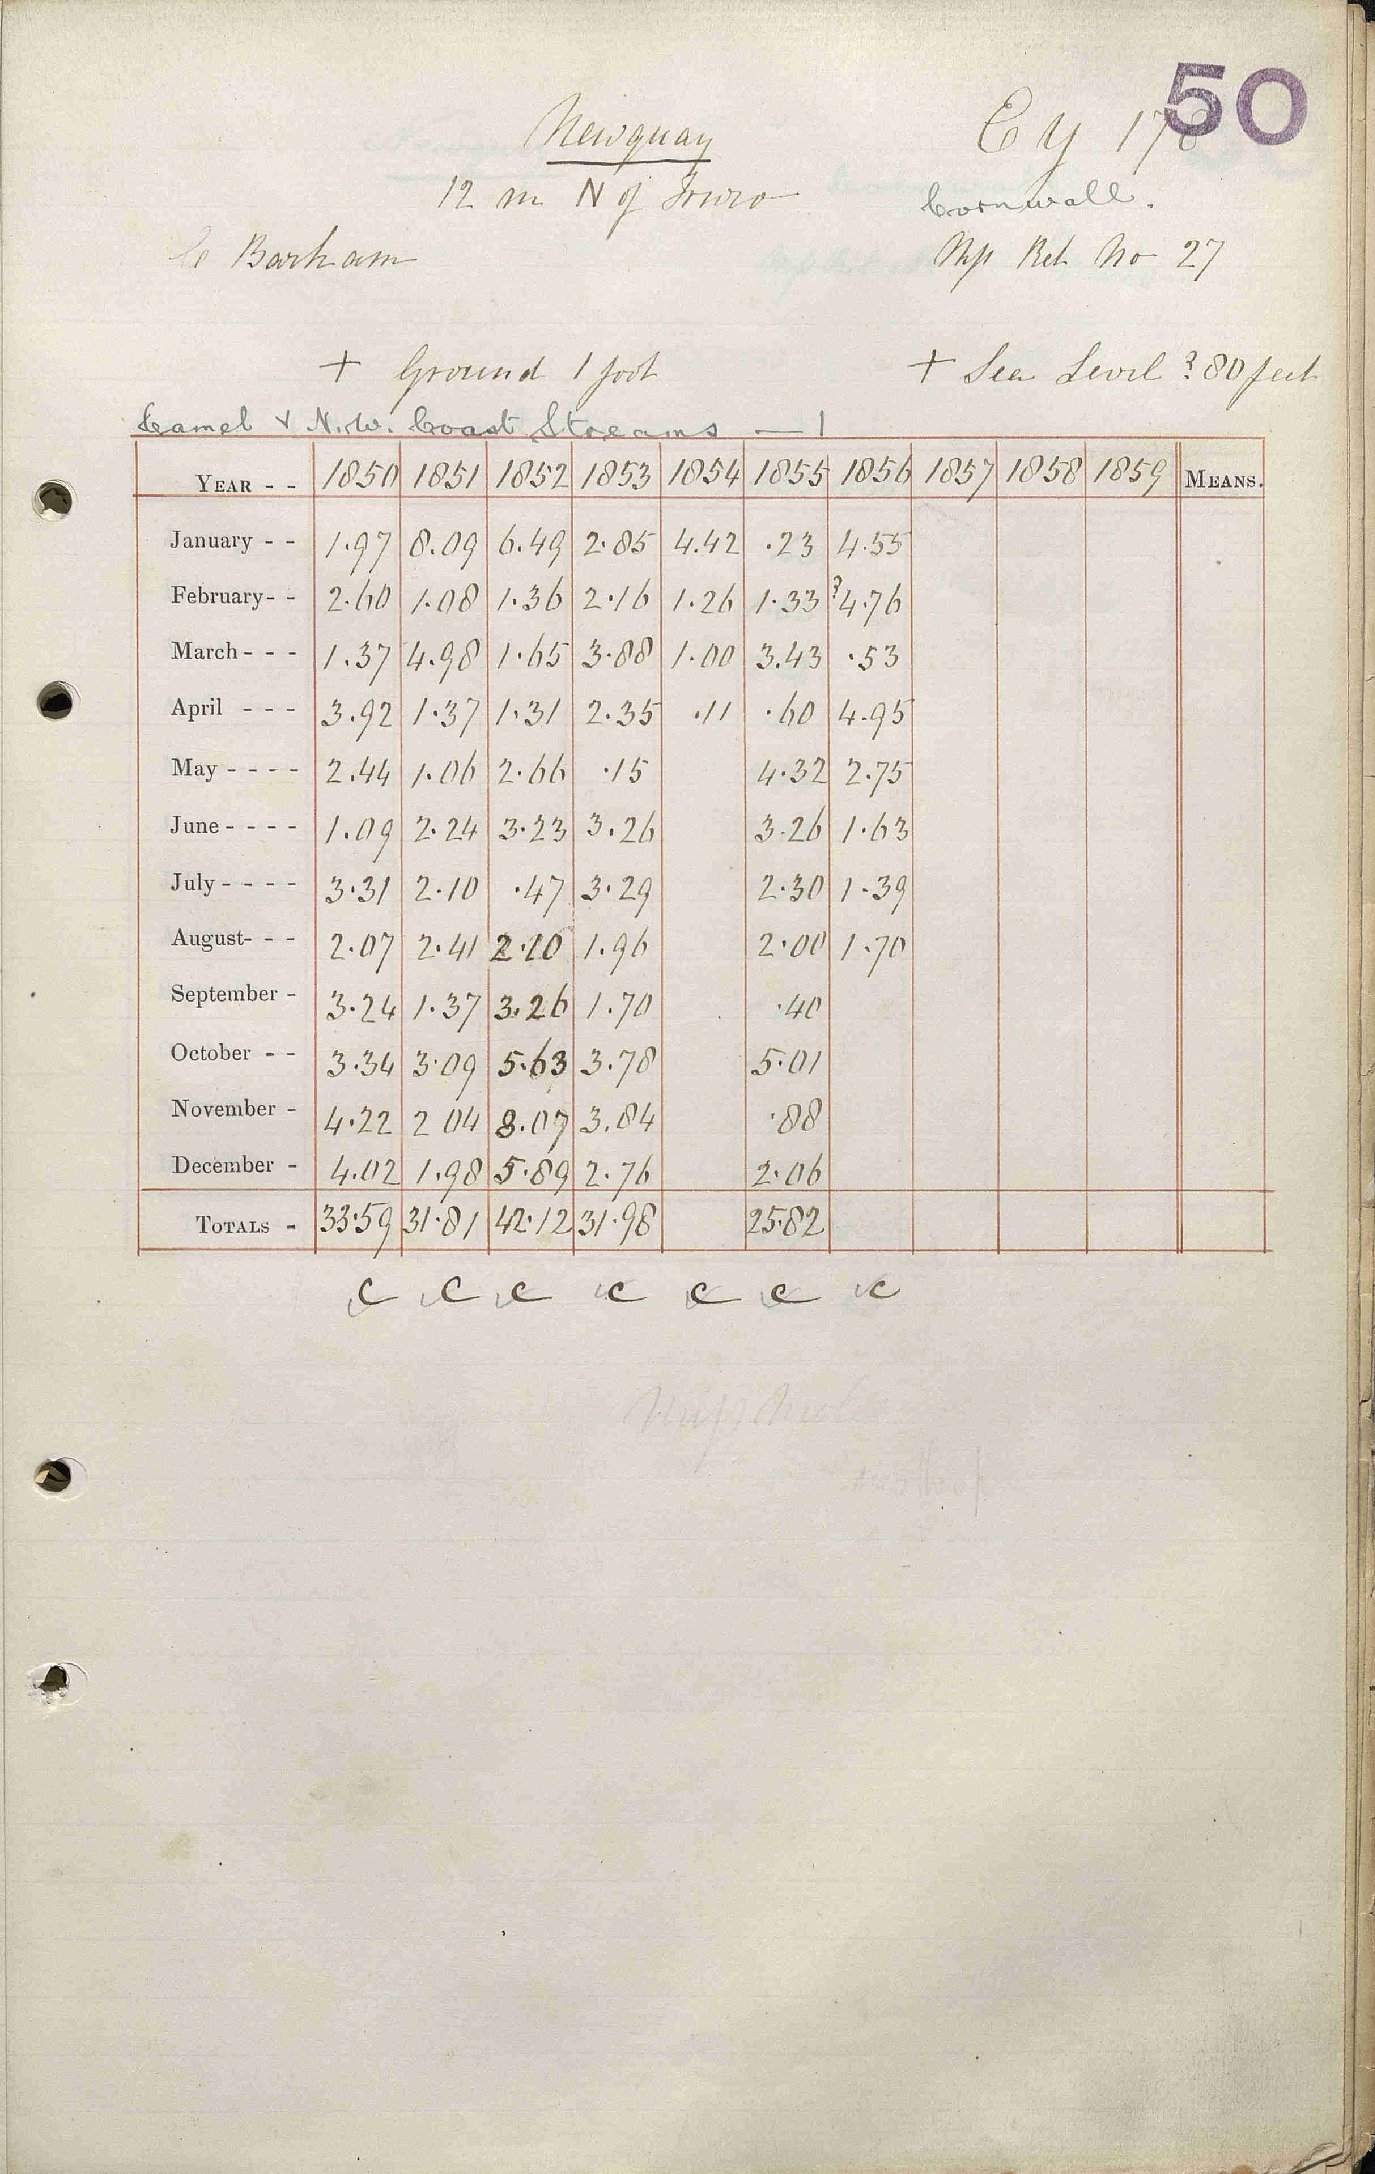 50
Newquay
C y 17
12 m N of Truro
Cornwall.
C Barham
Mp Ret No 27
+ Ground 1 foot + Sea Level ? 80 feet
Camel & N.W. Coast Streams — 1
YEAR - - 1850 1851 1852 1853 1854 1855 1856 1857 1858 1859 MEANS.
January - - 1.97 8.09 6.49 2.85 4.42 .23 4.55
February - - 2.60 1.08 1.36 2.16 1.26 1.33 ?4.76
March - - - 1.37 4.98 1.65 3.88 1.00 3.43 .53
April - - - 3.92 1.37 1.31 2.35 .11 .60 4.95
May - - - - 2.44 1.06 2.66 .15 4.32 2.75
June - - - - 1.09 2.24 3.23 3.26 3.26 1.63
July - - - - 3.31 2.10 .47 3.29 2.30 1.39
August - - - 2.07 2.41 2.10 1.96 2.00 1.70
September - 3.24 1.37 3.26 1.70 .40
October - - 3.34 3.09 5.63 3.78 5.01
November - 4.22 2 04 8.07 3.84 .88
December - 4.02 1.98 5.89 2.76 2.06
TOTALS - 33.59 31.81 42.12 31.98 25.82
c c c c c c c